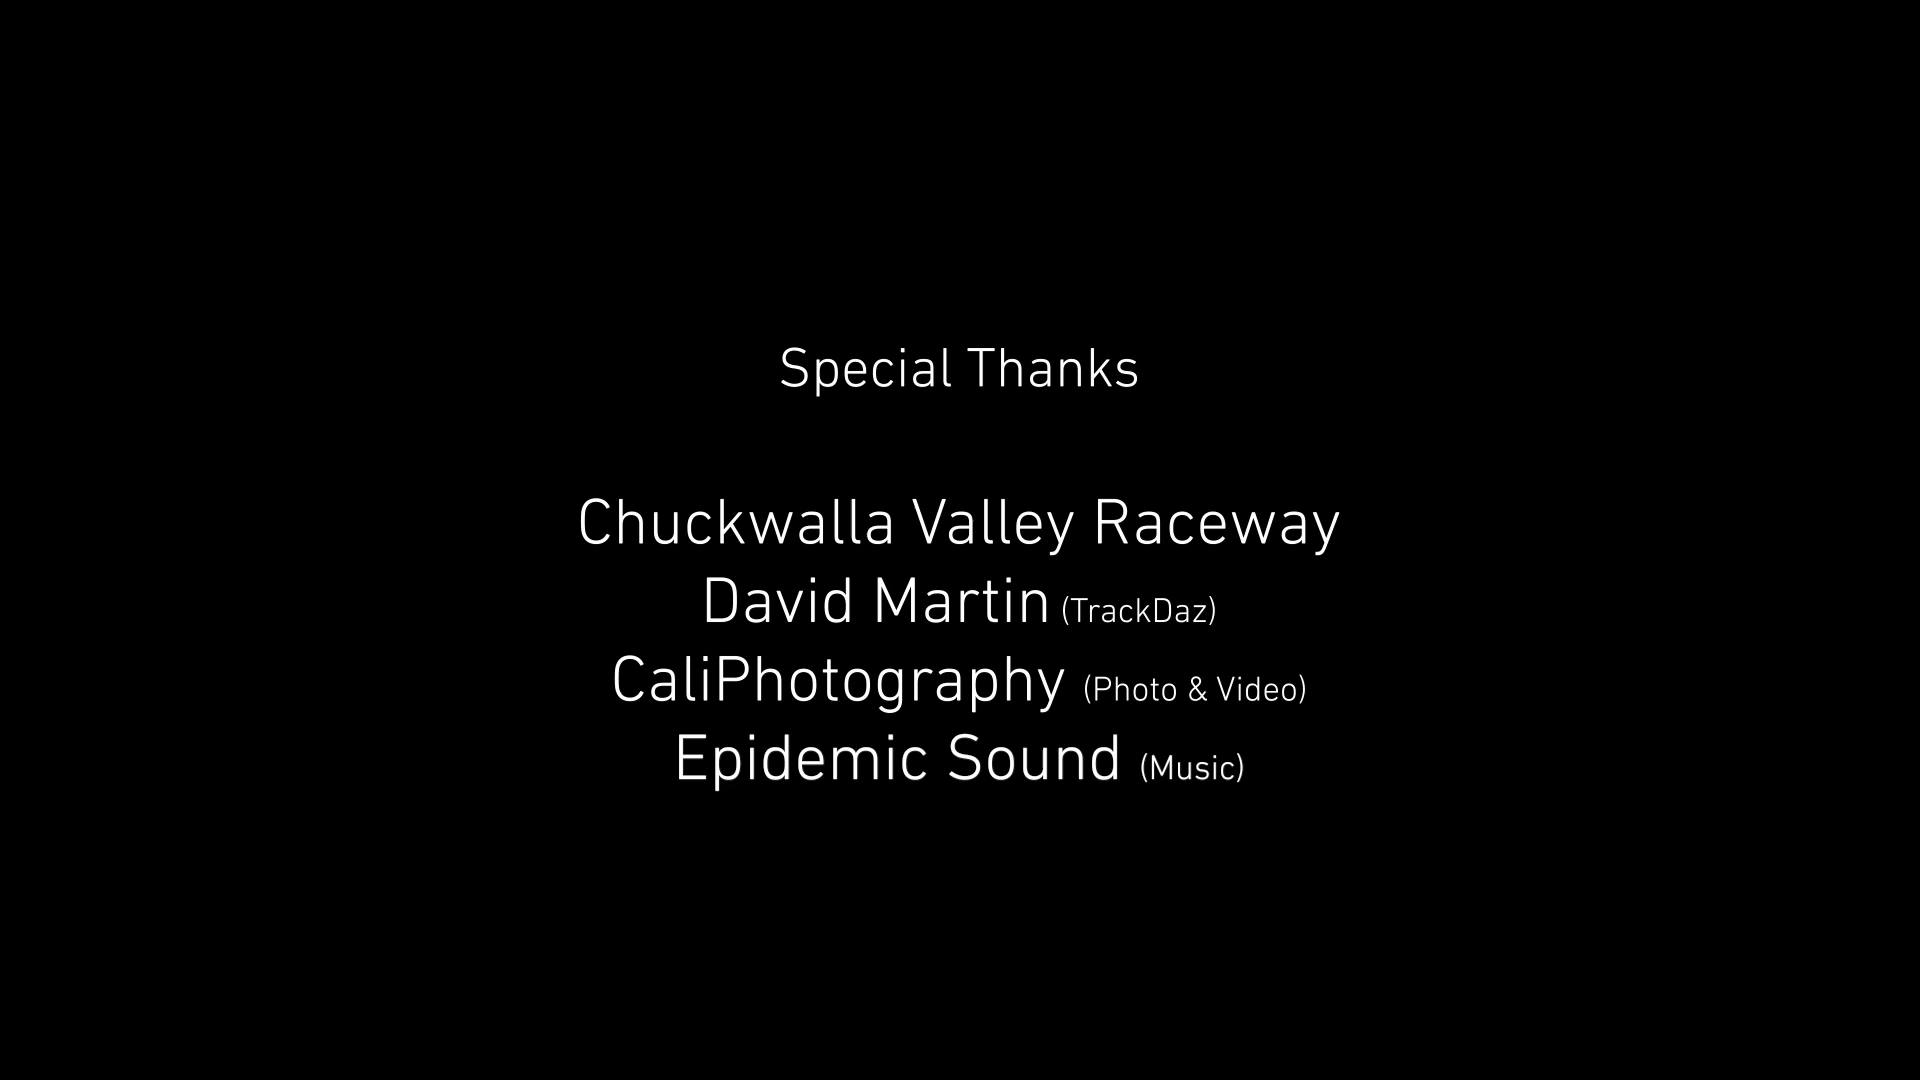 Special Thanks
Chuckwalla Valley Raceway
David Martin (TrackDaz)
CaliPhotography (Photo & Video)
Epidemic Sound (Music)